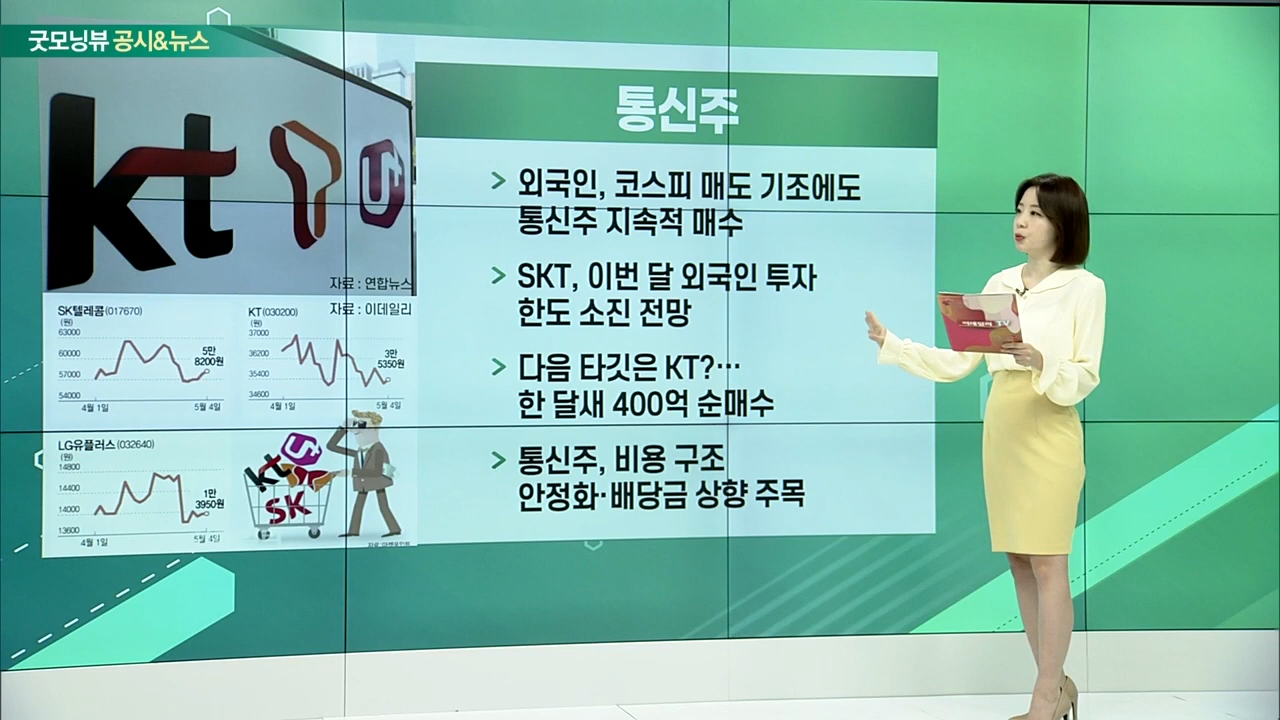 굿모닝뷰 공시&뉴스
kt
U+
자료 : 연합뉴스
자료 : 이데일리
SK텔레콤(017670)
(원)
63000
60000
57000
54000
5만
8200원
4월 1일
5월 4일
KT(030200)
(원)
37000
36200
35400
34600
3만
5350원
4월 1일
5월 4일
LG유플러스(032640)
(원)
14800
14400
14000
13600
1만
3950원
4월 1일
5월 4일
kt
U+
SK
통신주
> 외국인, 코스피 매도 기조에도
통신주 지속적 매수
> SKT, 이번 달 외국인 투자
한도 소진 전망
> 다음 타깃은 KT?…
한 달새 400억 순매수
> 통신주, 비용 구조
안정화·배당금 상향 주목